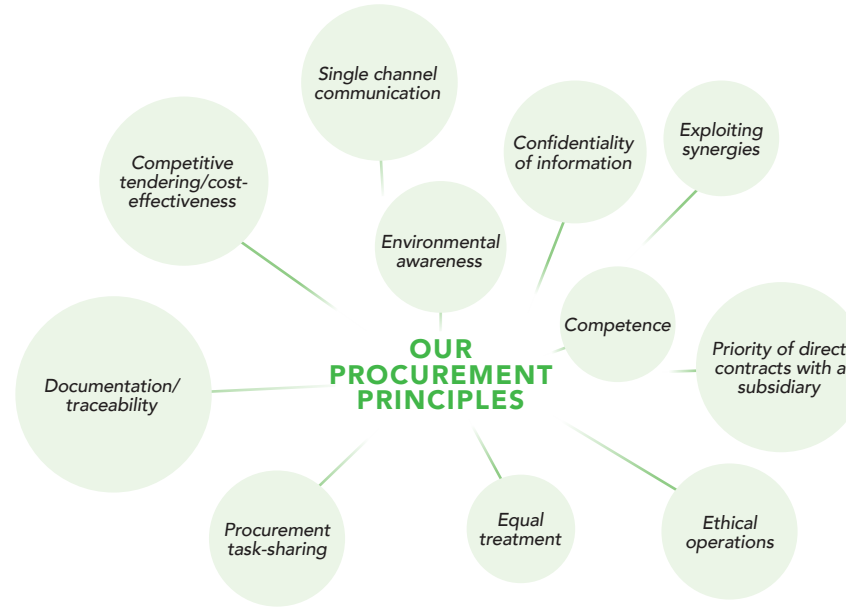 Single channel
communication
Exploiting
synergies
Confidentiality
of information
Competitive
tendering/cost-
effectiveness
Environmental
awareness
Competence
OUR
PROCUREMENT
PRINCIPLES
Priority of direct
contracts with a
subsidiary
Documentation/
traceability
Procurement
task-sharing
Equal
treatment
Ethical
operations